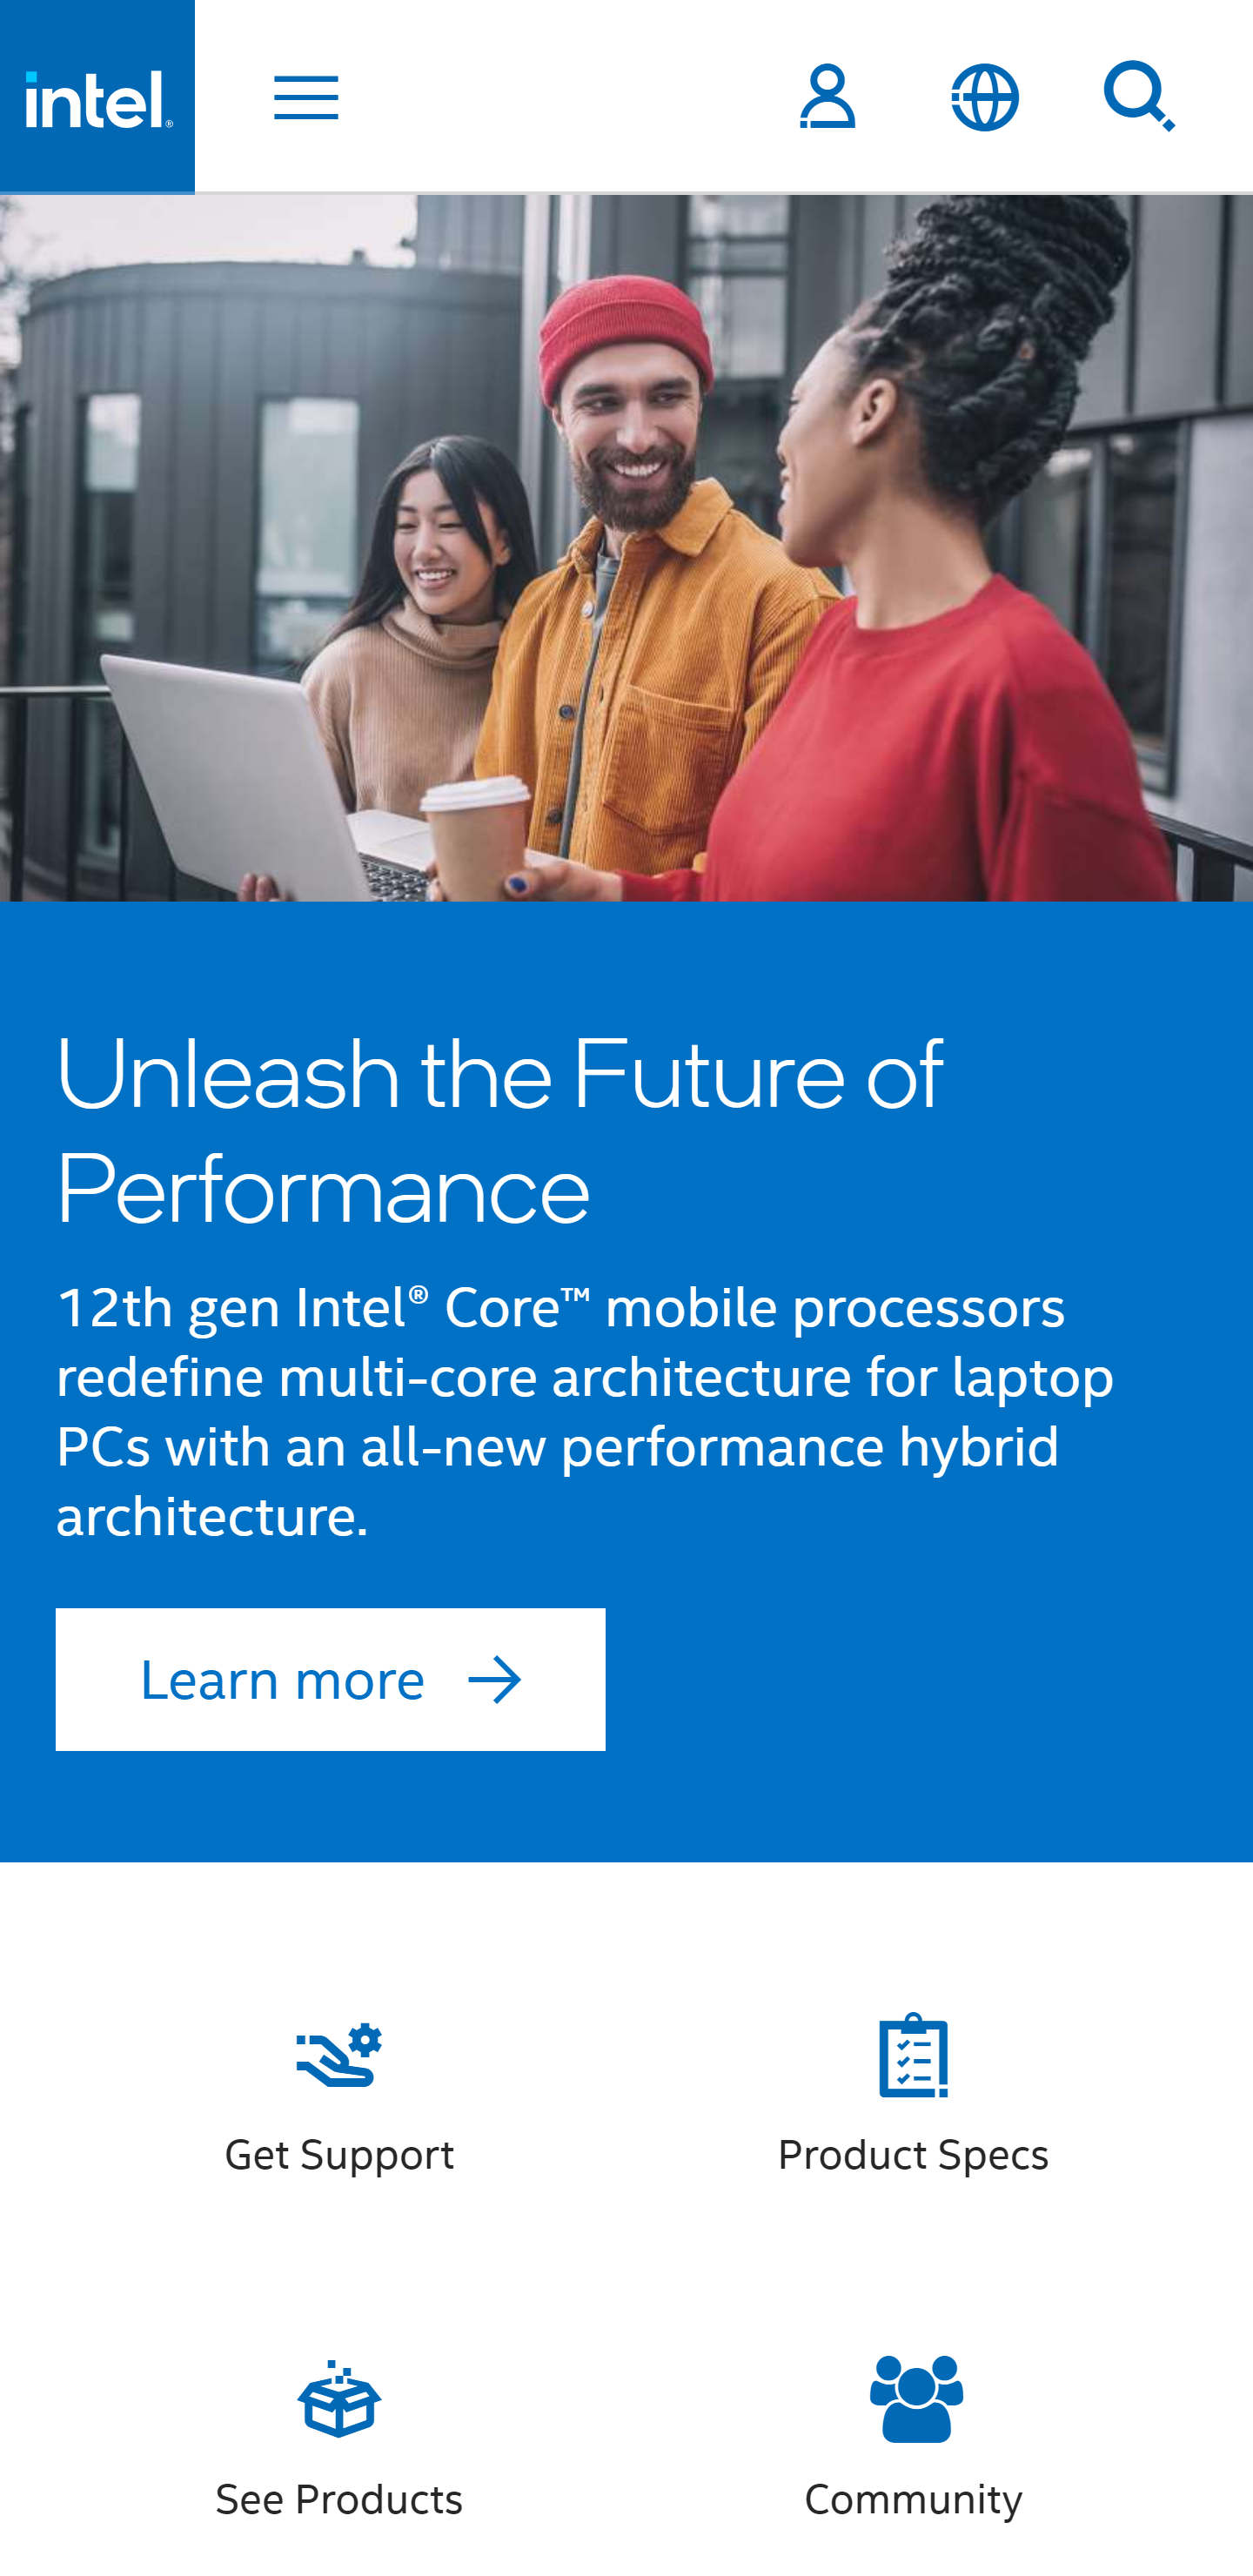 intel®
Unleash the Future of
Performance
12th gen Intel® Core™ mobile processors
redefine multi-core architecture for laptop
PCs with an all-new performance hybrid
architecture.
Learn more
Get Support
Product Specs
See Products
Community